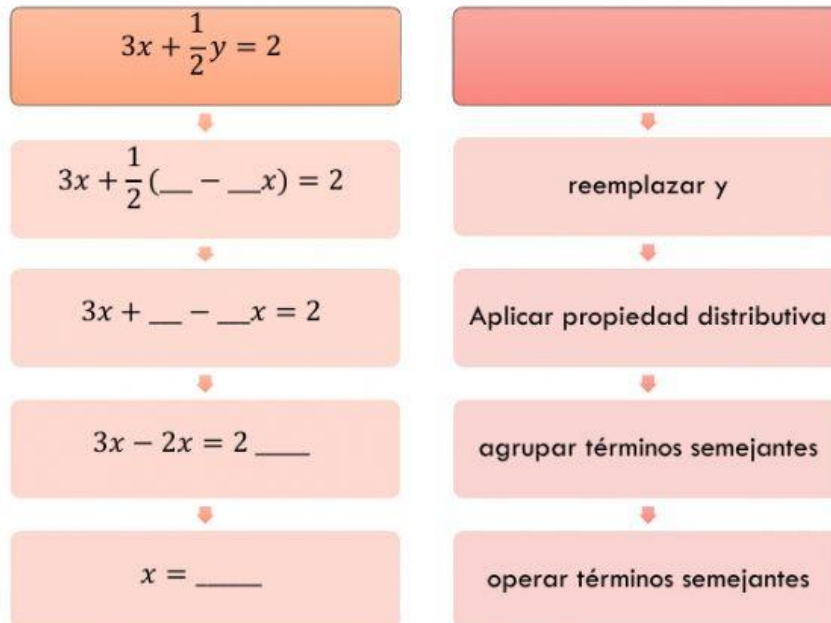 3x + 1/2 y = 2
3x + 1/2 (__ − __x) = 2
reemplazar y
3x + __ − __x = 2
Aplicar propiedad distributiva
3x − 2x = 2 ____
agrupar términos semejantes
x = _____
operar términos semejantes